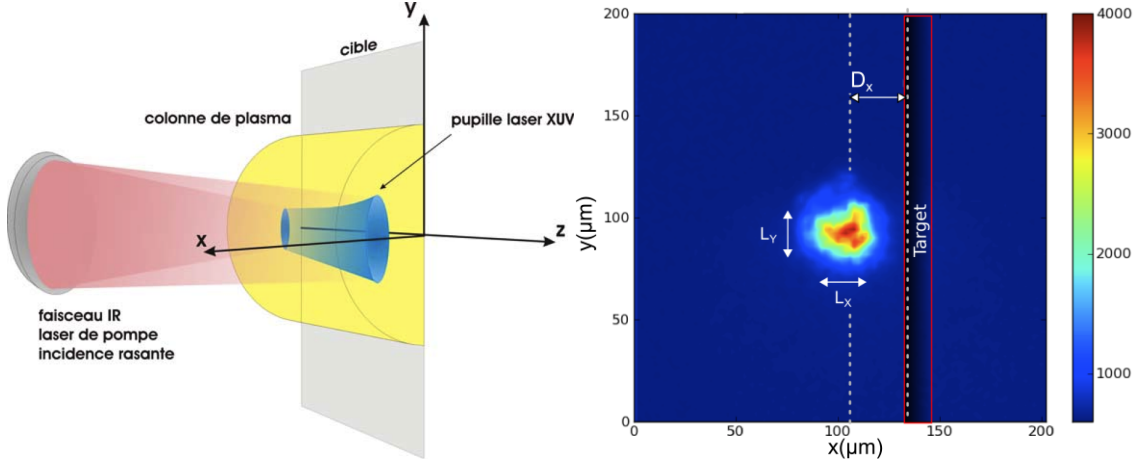 y
cible
colonne de plasma
pupille laser XUV
x
z
faisceau IR
laser de pompe
incidence rasante
200
150
100
50
0
y(μm)
0
50
100
150
200
x(μm)
Dₓ
L_Y
L_X
Target
4000
3000
2000
1000